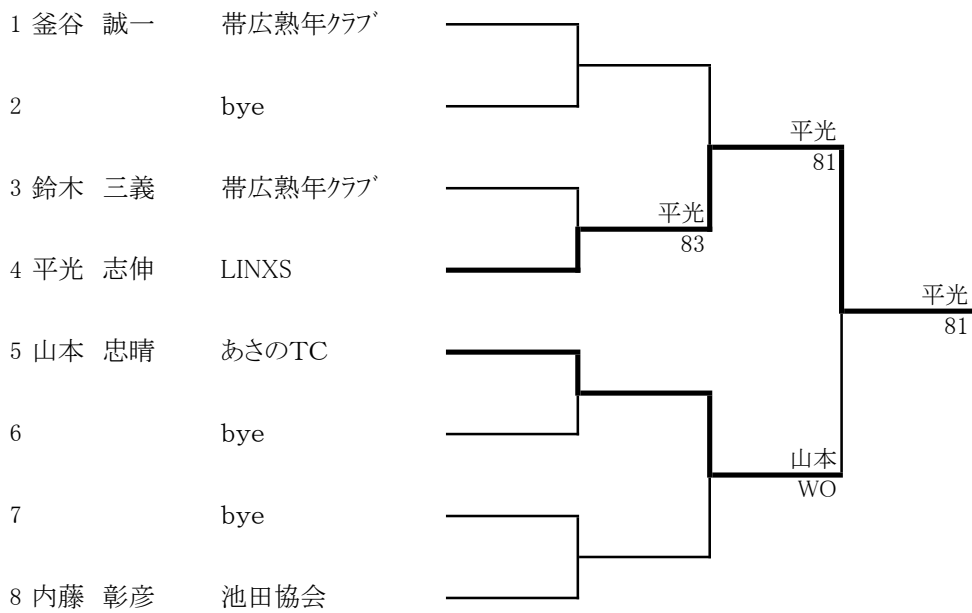 1 釜谷 誠一 帯広熟年ｸﾗﾌﾞ
2 bye
平光
81
3 鈴木 三義 帯広熟年ｸﾗﾌﾞ
平光
83
4 平光 志伸 LINXS
平光
81
5 山本 忠晴 あさのTC
6 bye
山本
WO
7 bye
8 内藤 彰彦 池田協会